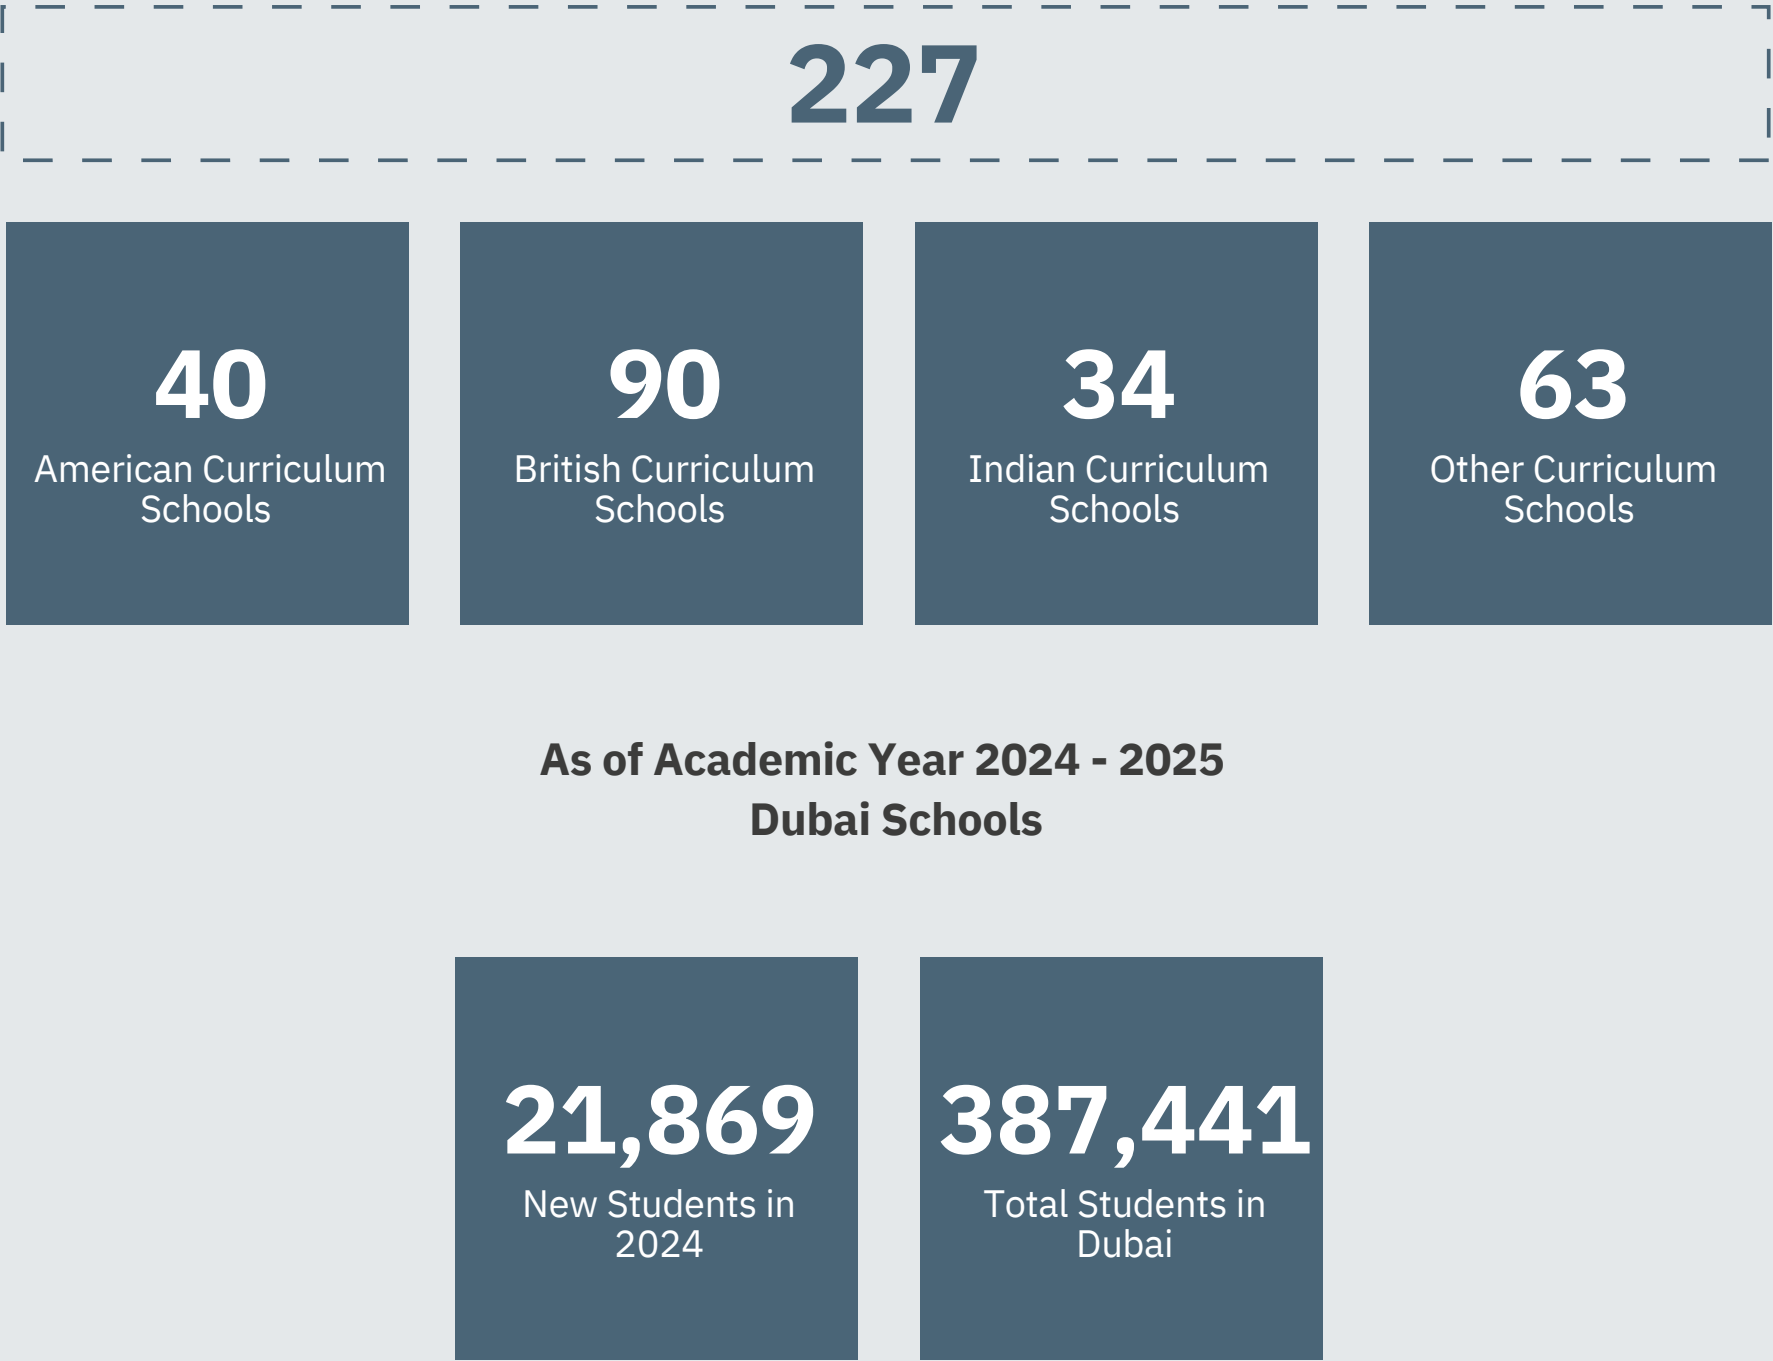 227
40
American Curriculum
Schools
90
British Curriculum
Schools
34
Indian Curriculum
Schools
63
Other Curriculum
Schools
As of Academic Year 2024 - 2025
Dubai Schools
21,869
New Students in
2024
387,441
Total Students in
Dubai